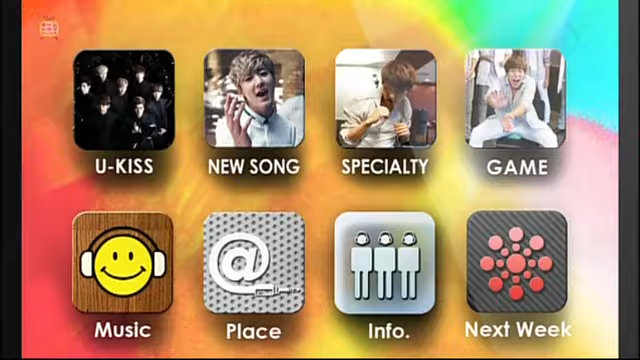 U-KISS
NEW SONG
SPECIALTY
GAME
@
Music
Place
Info.
Next Week